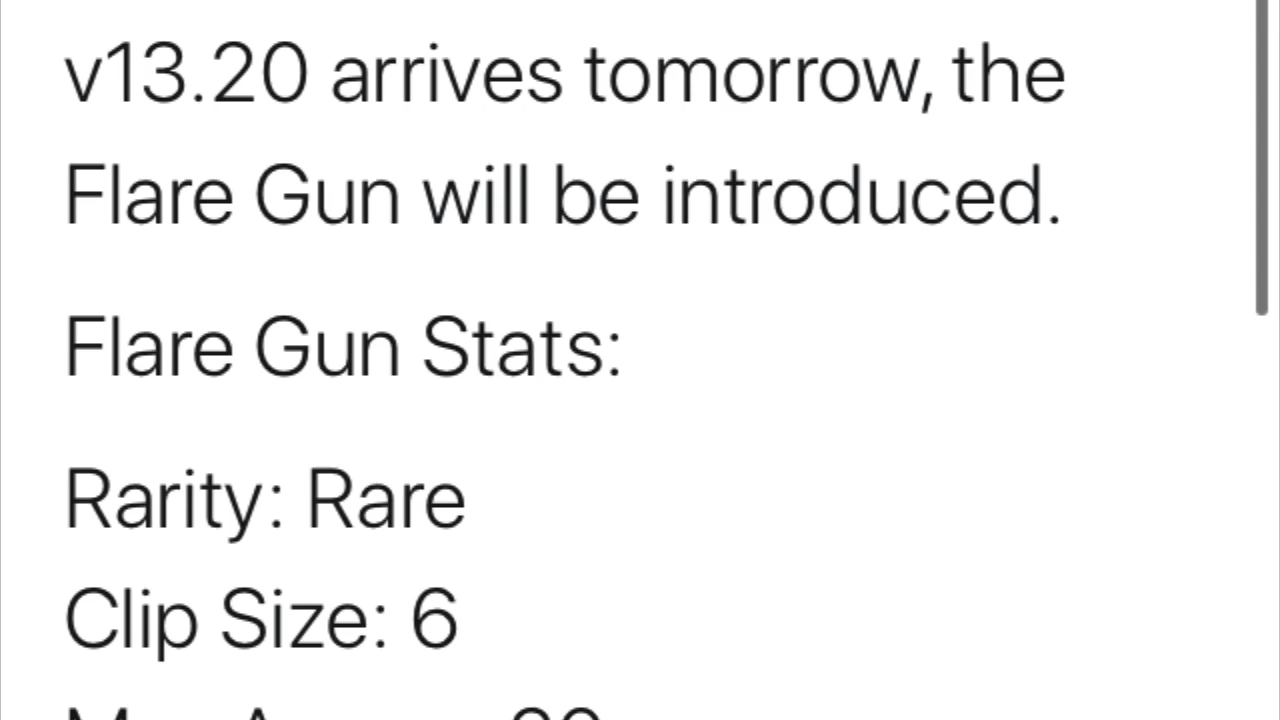 v13.20 arrives tomorrow, the
Flare Gun will be introduced.
Flare Gun Stats:
Rarity: Rare
Clip Size: 6